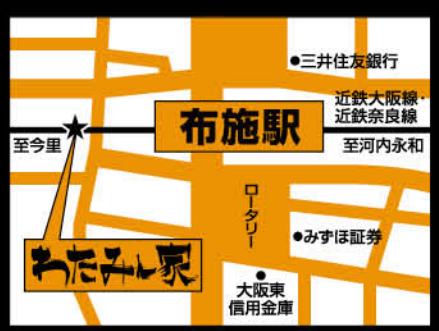 三井住友銀行
近鉄大阪線・
近鉄奈良線
布施駅
至今里
至河内永和
ロータリー
わたみん家
みずほ証券
大阪東
信用金庫